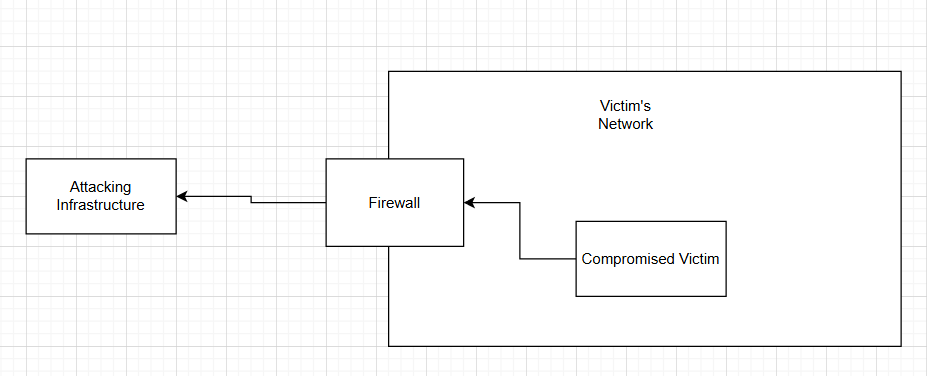 Victim's
Network
Attacking
Infrastructure
Firewall
Compromised Victim